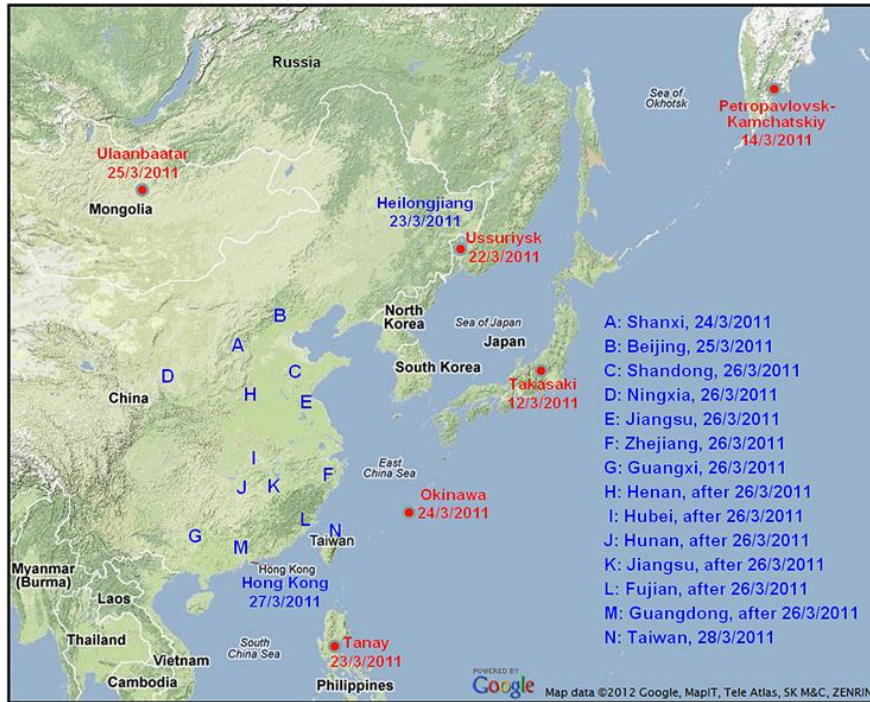 Russia
Sea of
Okhotsk
Petropavlovsk-
Kamchatskiy
14/3/2011
Ulaanbaatar
25/3/2011
Mongolia
Heilongjiang
23/3/2011
Ussuriysk
22/3/2011
B
North
Korea
Sea of Japan
Japan
A
South Korea
C
D
China
H
E
Takasaki
12/3/2011
A: Shanxi, 24/3/2011
B: Beijing, 25/3/2011
C: Shandong, 26/3/2011
D: Ningxia, 26/3/2011
E: Jiangsu, 26/3/2011
F: Zhejiang, 26/3/2011
G: Guangxi, 26/3/2011
H: Henan, after 26/3/2011
I: Hubei, after 26/3/2011
J: Hunan, after 26/3/2011
K: Jiangsu, after 26/3/2011
L: Fujian, after 26/3/2011
M: Guangdong, after 26/3/2011
N: Taiwan, 28/3/2011
I
East
China Sea
F
J
K
Okinawa
24/3/2011
L
N
Taiwan
G
M
Hong Kong
Hong Kong
27/3/2011
Myanmar
(Burma)
Laos
Thailand
Vietnam
Cambodia
South
China Sea
Tanay
23/3/2011
Philippines
POWERED BY
Google
Map data ©2012 Google, MapIT, Tele Atlas, SK M&C, ZENRIN